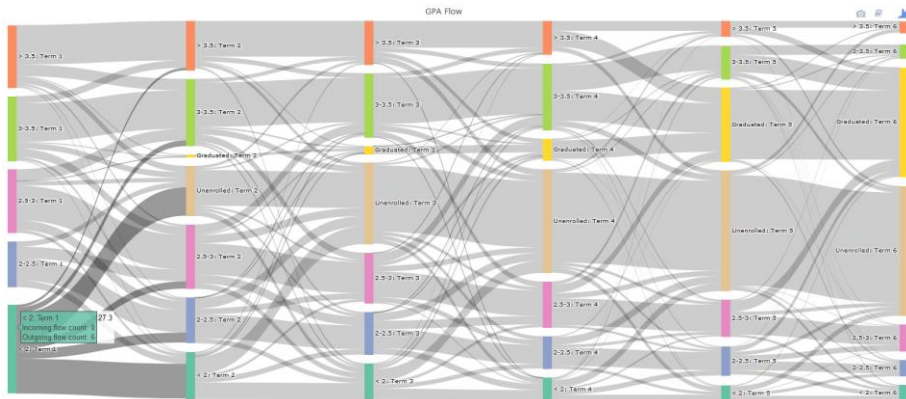 GPA Flow
> 3.5: Term 1
3-3.5: Term 1
2.5-3: Term 1
2-2.5: Term 1
< 2: Term 1
27.3
Incoming flow count: 0
Outgoing flow count: 6
< 2: Term 1
> 3.5: Term 2
3-3.5: Term 2
Graduated: Term 2
Unenrolled: Term 2
2.5-3: Term 2
2-2.5: Term 2
< 2: Term 2
> 3.5: Term 3
3-3.5: Term 3
Graduated: Term 3
Unenrolled: Term 3
2.5-3: Term 3
2-2.5: Term 3
< 2: Term 3
> 3.5: Term 4
3-3.5: Term 4
Graduated: Term 4
Unenrolled: Term 4
2.5-3: Term 4
2-2.5: Term 4
< 2: Term 4
> 3.5: Term 5
3-3.5: Term 5
Graduated: Term 5
Unenrolled: Term 5
2.5-3: Term 5
2-2.5: Term 5
< 2: Term 5
> 3.5: Term 6
3-3.5: Term 6
Graduated: Term 6
Unenrolled: Term 6
2.5-3: Term 6
2-2.5: Term 6
< 2: Term 6